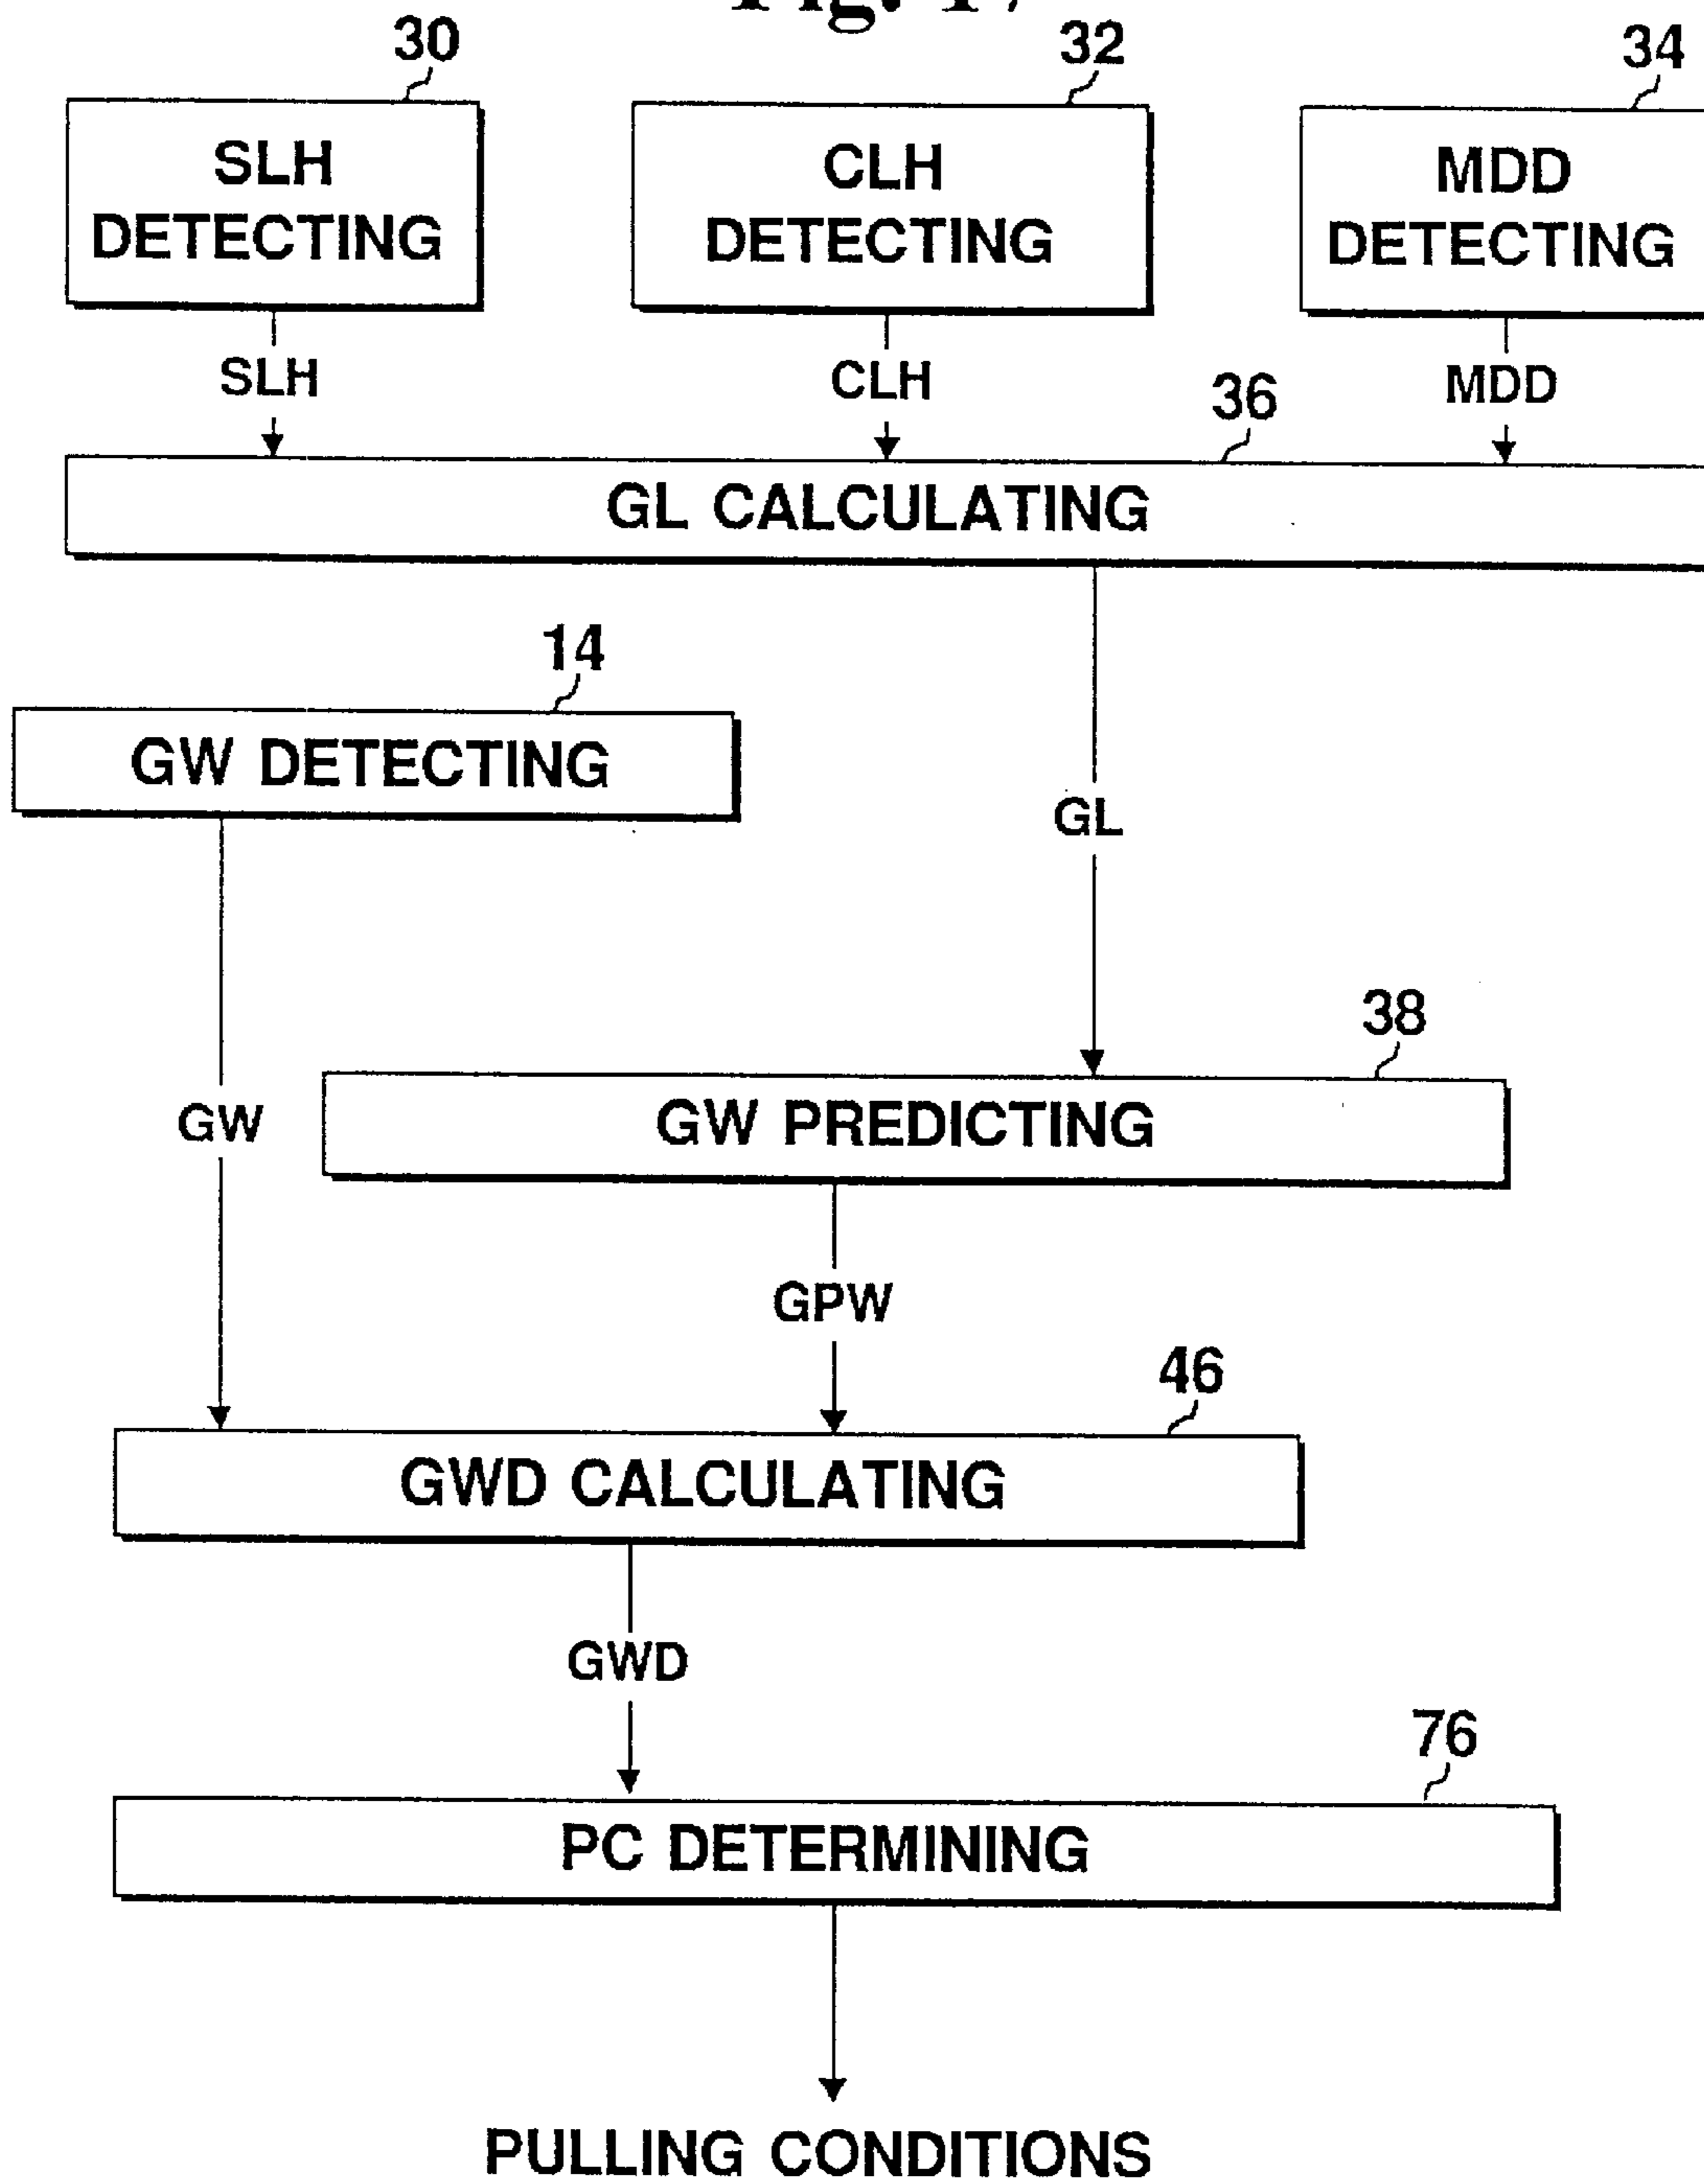 30 32 34
SLH
DETECTING
CLH
DETECTING
MDD
DETECTING
SLH CLH MDD
36
GL CALCULATING
14
GW DETECTING
GL
38
GW PREDICTING
GW
GPW
46
GWD CALCULATING
GWD
76
PC DETERMINING
PULLING CONDITIONS